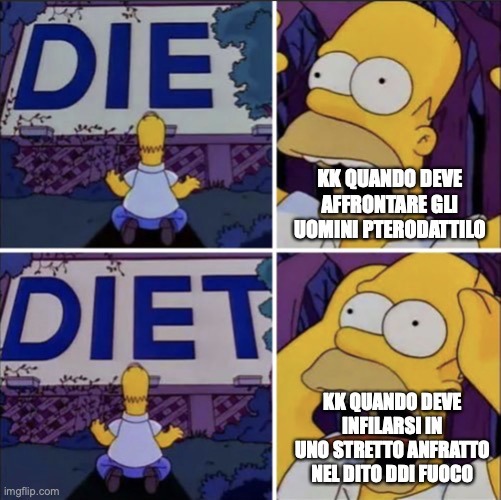 DIE
KK QUANDO DEVE
AFFRONTARE GLI
UOMINI PTERODATTILO
DIET
KK QUANDO DEVE
INFILARSI IN
UNO STRETTO ANFRATTO
NEL DITO DDI FUOCO
imgflip.com